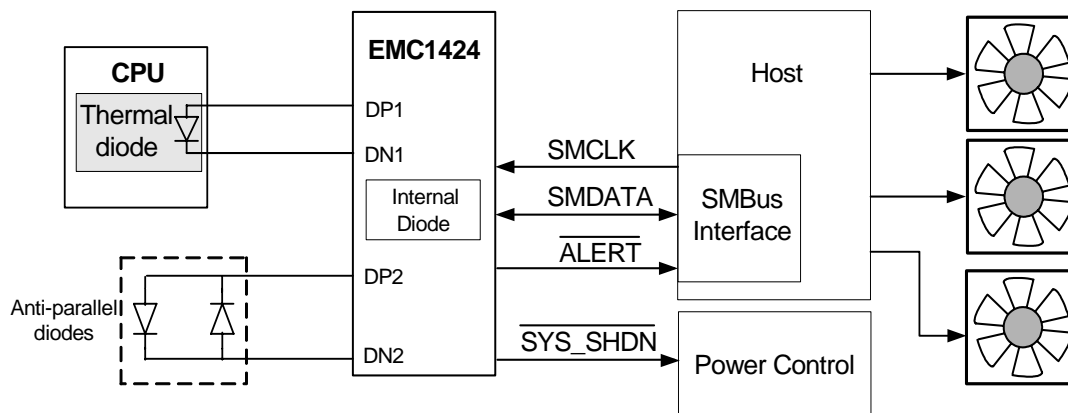 CPU
Thermal
diode
EMC1424
DP1
DN1
Internal
Diode
DP2
DN2
Anti-parallel
diodes
SMCLK
SMDATA
ALERT
SYS_SHDN
Host
SMBus
Interface
Power Control